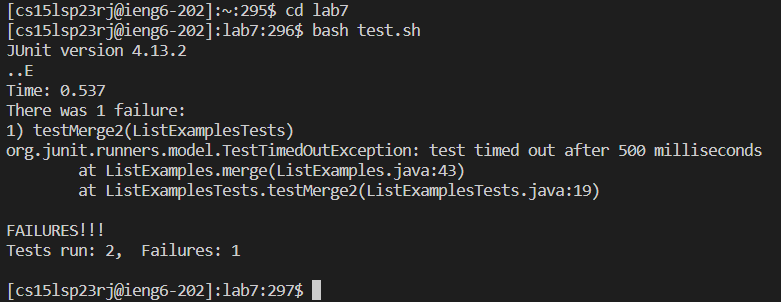 [cs15lsp23rj@ieng6-202]:~:295$ cd lab7
[cs15lsp23rj@ieng6-202]:lab7:296$ bash test.sh
JUnit version 4.13.2
..E
Time: 0.537
There was 1 failure:
1) testMerge2(ListExamplesTests)
org.junit.runners.model.TestTimedOutException: test timed out after 500 milliseconds
        at ListExamples.merge(ListExamples.java:43)
        at ListExamplesTests.testMerge2(ListExamplesTests.java:19)
FAILURES!!!
Tests run: 2,  Failures: 1
[cs15lsp23rj@ieng6-202]:lab7:297$